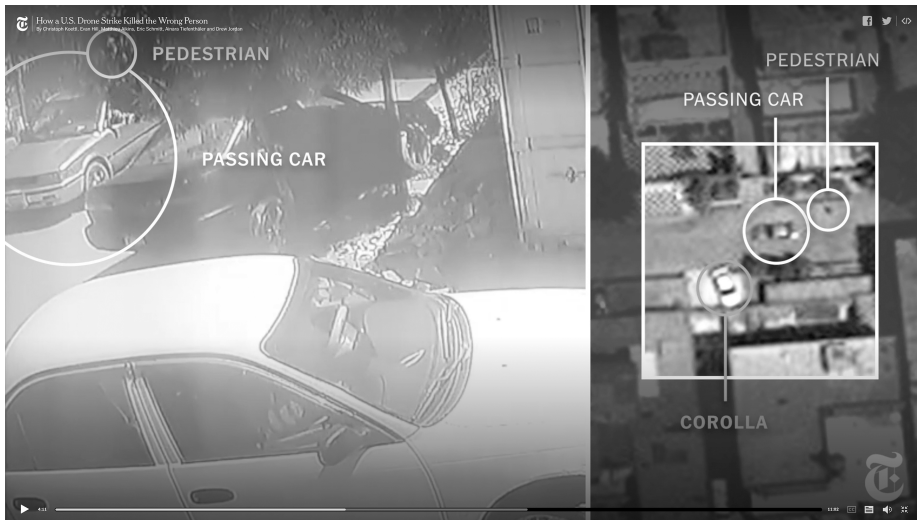 How a U.S. Drone Strike Killed the Wrong Person
By Christoph Koettl, Evan Hill, Matthieu Aikins, Eric Schmitt, Ainara Tiefenthäler and Drew Jordan
PEDESTRIAN
PASSING CAR
PEDESTRIAN
PASSING CAR
COROLLA
4:11
11:02
CC